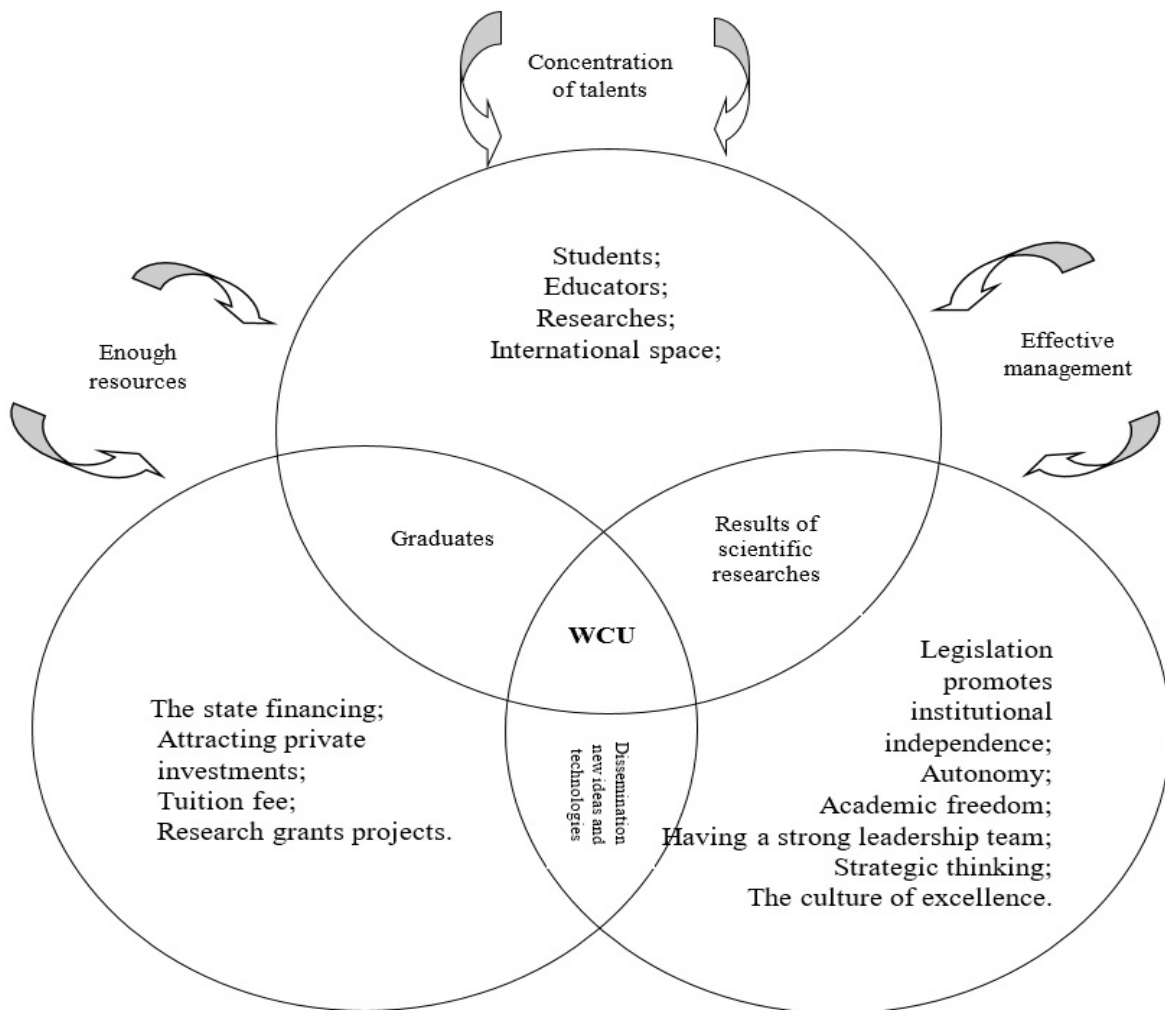 Concentration
of talents
Students;
Educators;
Researches;
International space;
Enough
resources
Effective
management
Graduates
Results of
scientific
researches
WCU
The state financing;
Attracting private
investments;
Tuition fee;
Research grants projects.
Dissemination
new ideas and
technologies
Legislation
promotes
institutional
independence;
Autonomy;
Academic freedom;
Having a strong leadership team;
Strategic thinking;
The culture of excellence.